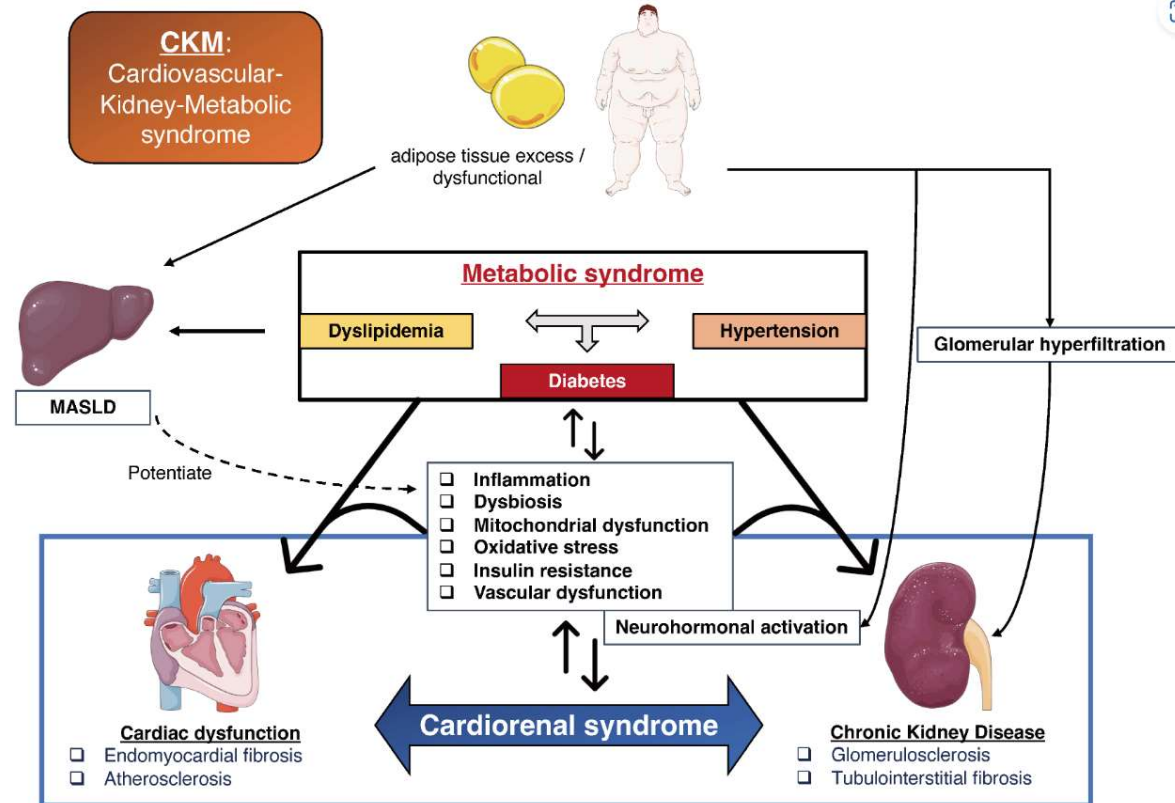 CKM:
Cardiovascular-
Kidney-Metabolic
syndrome
adipose tissue excess /
dysfunctional
Metabolic syndrome
Dyslipidemia
Hypertension
Diabetes
Glomerular hyperfiltration
MASLD
Potentiate
❑ Inflammation
❑ Dysbiosis
❑ Mitochondrial dysfunction
❑ Oxidative stress
❑ Insulin resistance
❑ Vascular dysfunction
Neurohormonal activation
Cardiorenal syndrome
Cardiac dysfunction
❑ Endomyocardial fibrosis
❑ Atherosclerosis
Chronic Kidney Disease
❑ Glomerulosclerosis
❑ Tubulointerstitial fibrosis